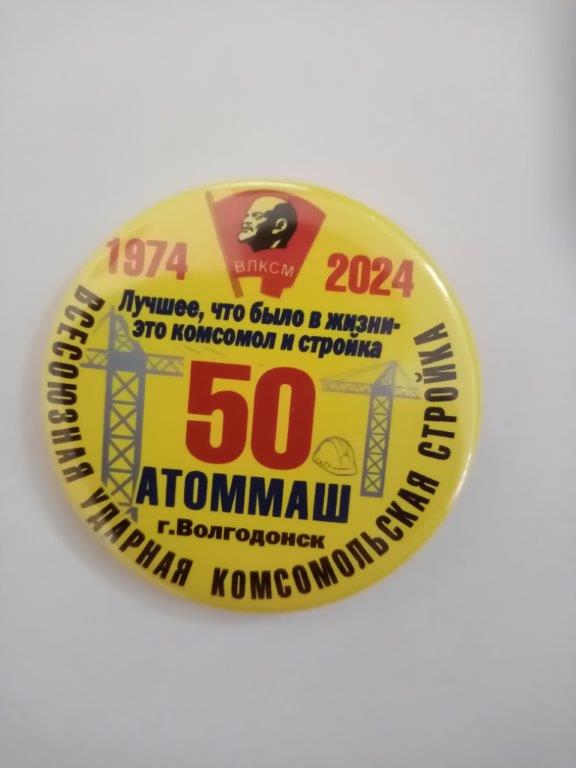 ВЛКСМ
1974 2024
Лучшее, что было в жизни-
это комсомол и стройка
50
АТОММАШ
г.Волгодонск
ВСЕСОЮЗНАЯ УДАРНАЯ КОМСОМОЛЬСКАЯ СТРОЙКА